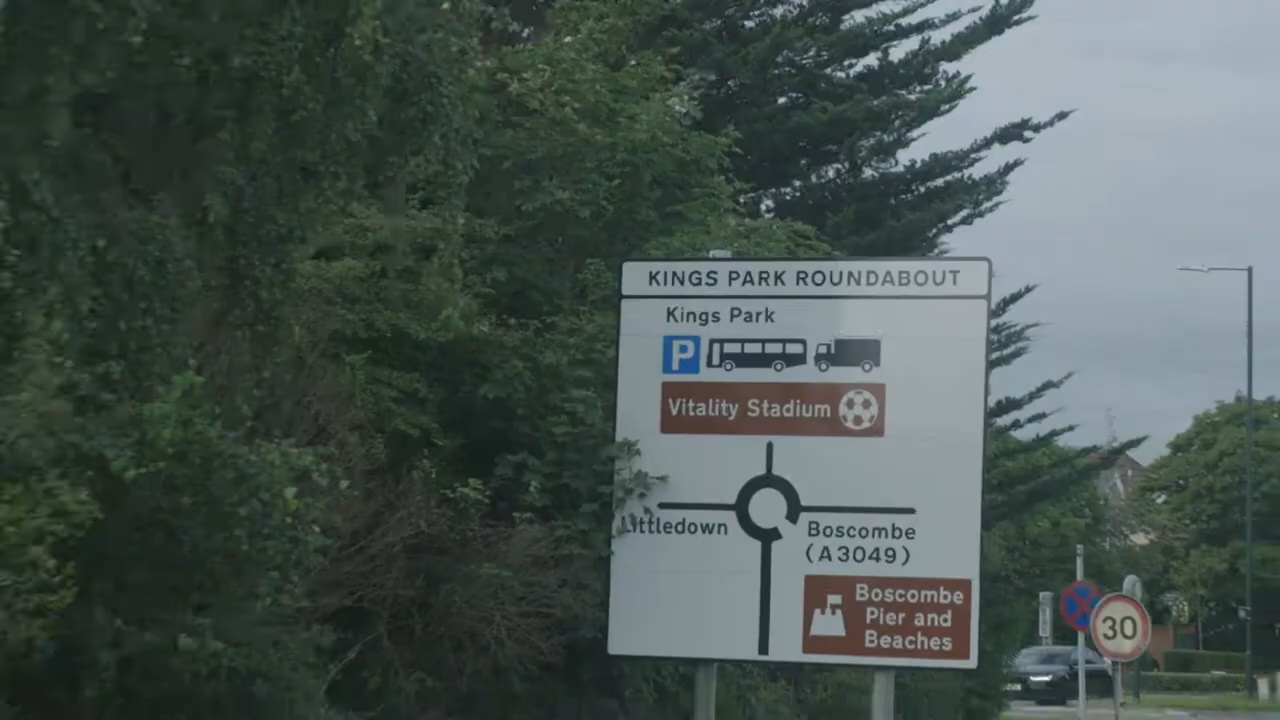 KINGS PARK ROUNDABOUT
Kings Park
P
Vitality Stadium
Littledown
Boscombe
(A3049)
Boscombe
Pier and
Beaches
30